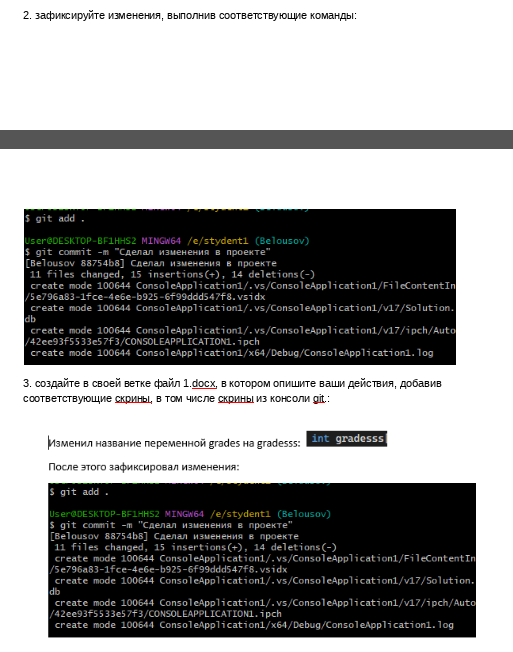 2. зафиксируйте изменения, выполнив соответствующие команды:
$ git add .
User@DESKTOP-BF1HHS2 MINGW64 /e/stydent1 (Belousov)
$ git commit -m "Сделал изменения в проекте"
[Belousov 88754b8] Сделал изменения в проекте
11 files changed, 15 insertions(+), 14 deletions(-)
create mode 100644 ConsoleApplication1/.vs/ConsoleApplication1/FileContentIn
/5e796a83-1fce-4e6e-b925-6f99ddd547f8.vsidx
create mode 100644 ConsoleApplication1/.vs/ConsoleApplication1/v17/Solution.
db
create mode 100644 ConsoleApplication1/.vs/ConsoleApplication1/v17/ipch/Auto
/42ee93f5533e57f3/CONSOLEAPPLICATION1.ipch
create mode 100644 ConsoleApplication1/x64/Debug/ConsoleApplication1.log
3. создайте в своей ветке файл 1.docx, в котором опишите ваши действия, добавив
соответствующие скрины, в том числе скрины из консоли git.:
Изменил название переменной grades на gradesss: int gradesss
После этого зафиксировал изменения:
$ git add .
User@DESKTOP-BF1HHS2 MINGW64 /e/stydent1 (Belousov)
$ git commit -m "Сделал изменения в проекте"
[Belousov 88754b8] Сделал изменения в проекте
11 files changed, 15 insertions(+), 14 deletions(-)
create mode 100644 ConsoleApplication1/.vs/ConsoleApplication1/FileContentIn
/5e796a83-1fce-4e6e-b925-6f99ddd547f8.vsidx
create mode 100644 ConsoleApplication1/.vs/ConsoleApplication1/v17/Solution.
db
create mode 100644 ConsoleApplication1/.vs/ConsoleApplication1/v17/ipch/Auto
/42ee93f5533e57f3/CONSOLEAPPLICATION1.ipch
create mode 100644 ConsoleApplication1/x64/Debug/ConsoleApplication1.log